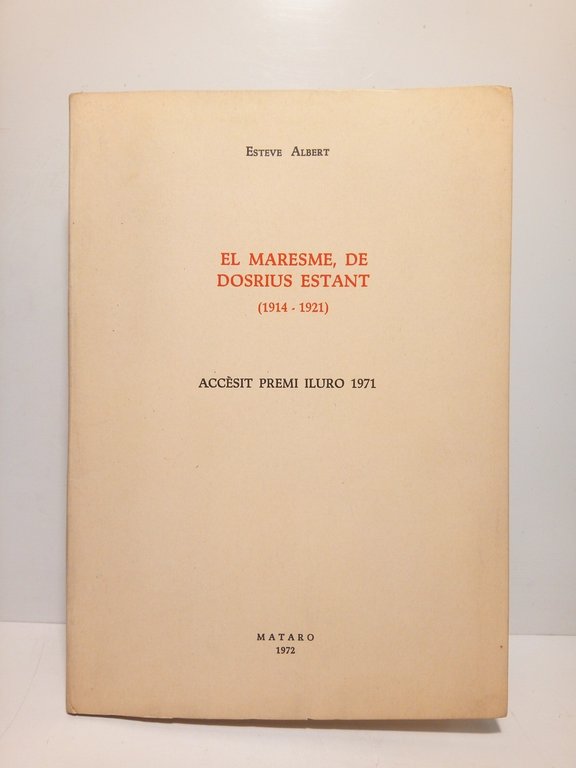 Esteve Albert
EL MARESME, DE
DOSRIUS ESTANT
(1914 - 1921)
ACCÈSIT PREMI ILURO 1971
MATARO
1972